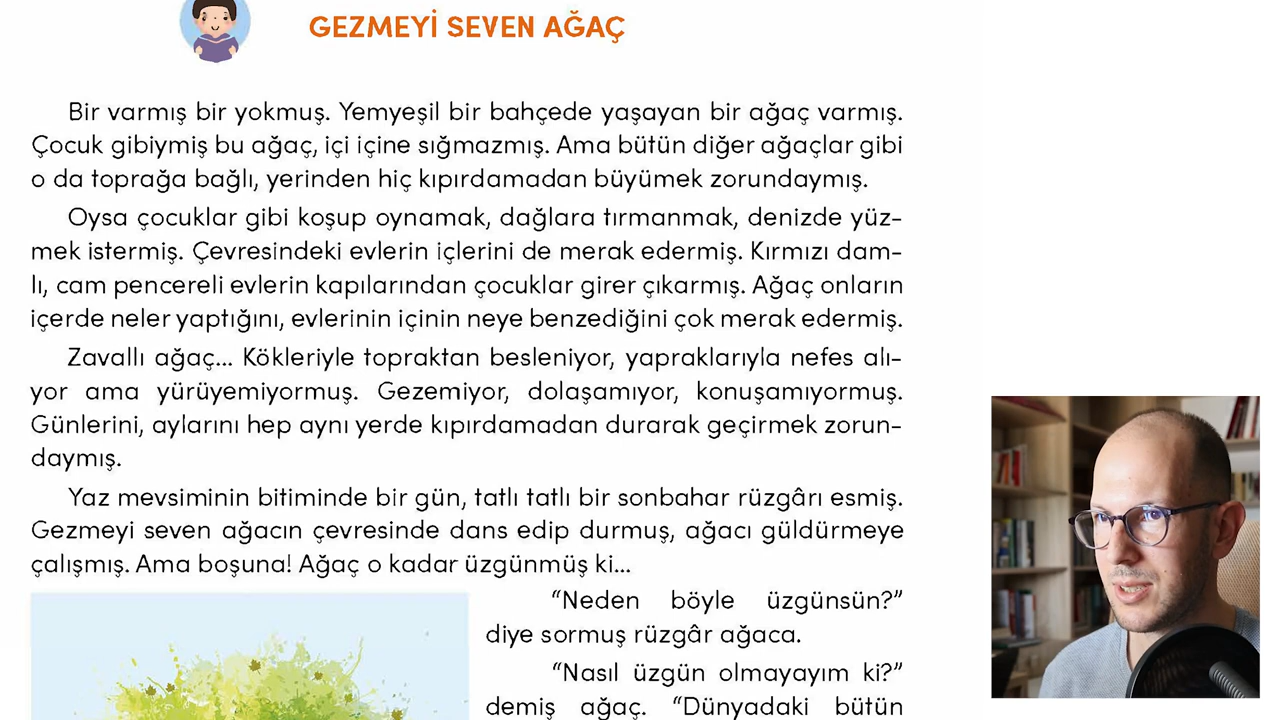 GEZMEYİ SEVEN AĞAÇ
Bir varmış bir yokmuş. Yemyeşil bir bahçede yaşayan bir ağaç varmış.
Çocuk gibiymiş bu ağaç, içi içine sığmazmış. Ama bütün diğer ağaçlar gibi
o da toprağa bağlı, yerinden hiç kıpırdamadan büyümek zorundaymış.
Oysa çocuklar gibi koşup oynamak, dağlara tırmanmak, denizde yüz-
mek istermiş. Çevresindeki evlerin içlerini de merak edermiş. Kırmızı dam-
lı, cam pencereli evlerin kapılarından çocuklar girer çıkarmış. Ağaç onların
içerde neler yaptığını, evlerinin içinin neye benzediğini çok merak edermiş.
Zavallı ağaç... Kökleriyle topraktan besleniyor, yapraklarıyla nefes alı-
yor ama yürüyemiyormuş. Gezemiyor, dolaşamıyor, konuşamıyormuş.
Günlerini, aylarını hep aynı yerde kıpırdamadan durarak geçirmek zorun-
daymış.
Yaz mevsiminin bitiminde bir gün, tatlı tatlı bir sonbahar rüzgârı esmiş.
Gezmeyi seven ağacın çevresinde dans edip durmuş, ağacı güldürmeye
çalışmış. Ama boşuna! Ağaç o kadar üzgünmüş ki...
“Neden böyle üzgünsün?”
diye sormuş rüzgâr ağaca.
“Nasıl üzgün olmayayım ki?”
demiş ağaç. “Dünyadaki bütün